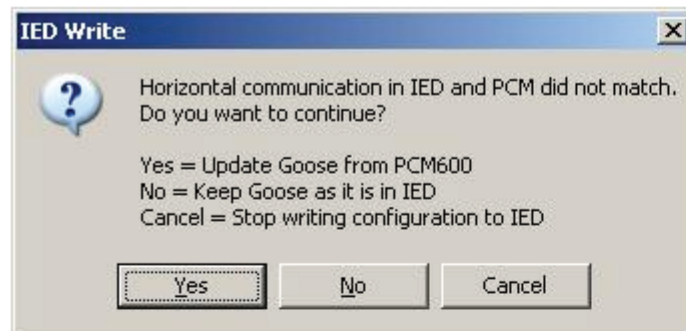 IED Write
Horizontal communication in IED and PCM did not match.
Do you want to continue?
Yes = Update Goose from PCM600
No = Keep Goose as it is in IED
Cancel = Stop writing configuration to IED
Yes No Cancel